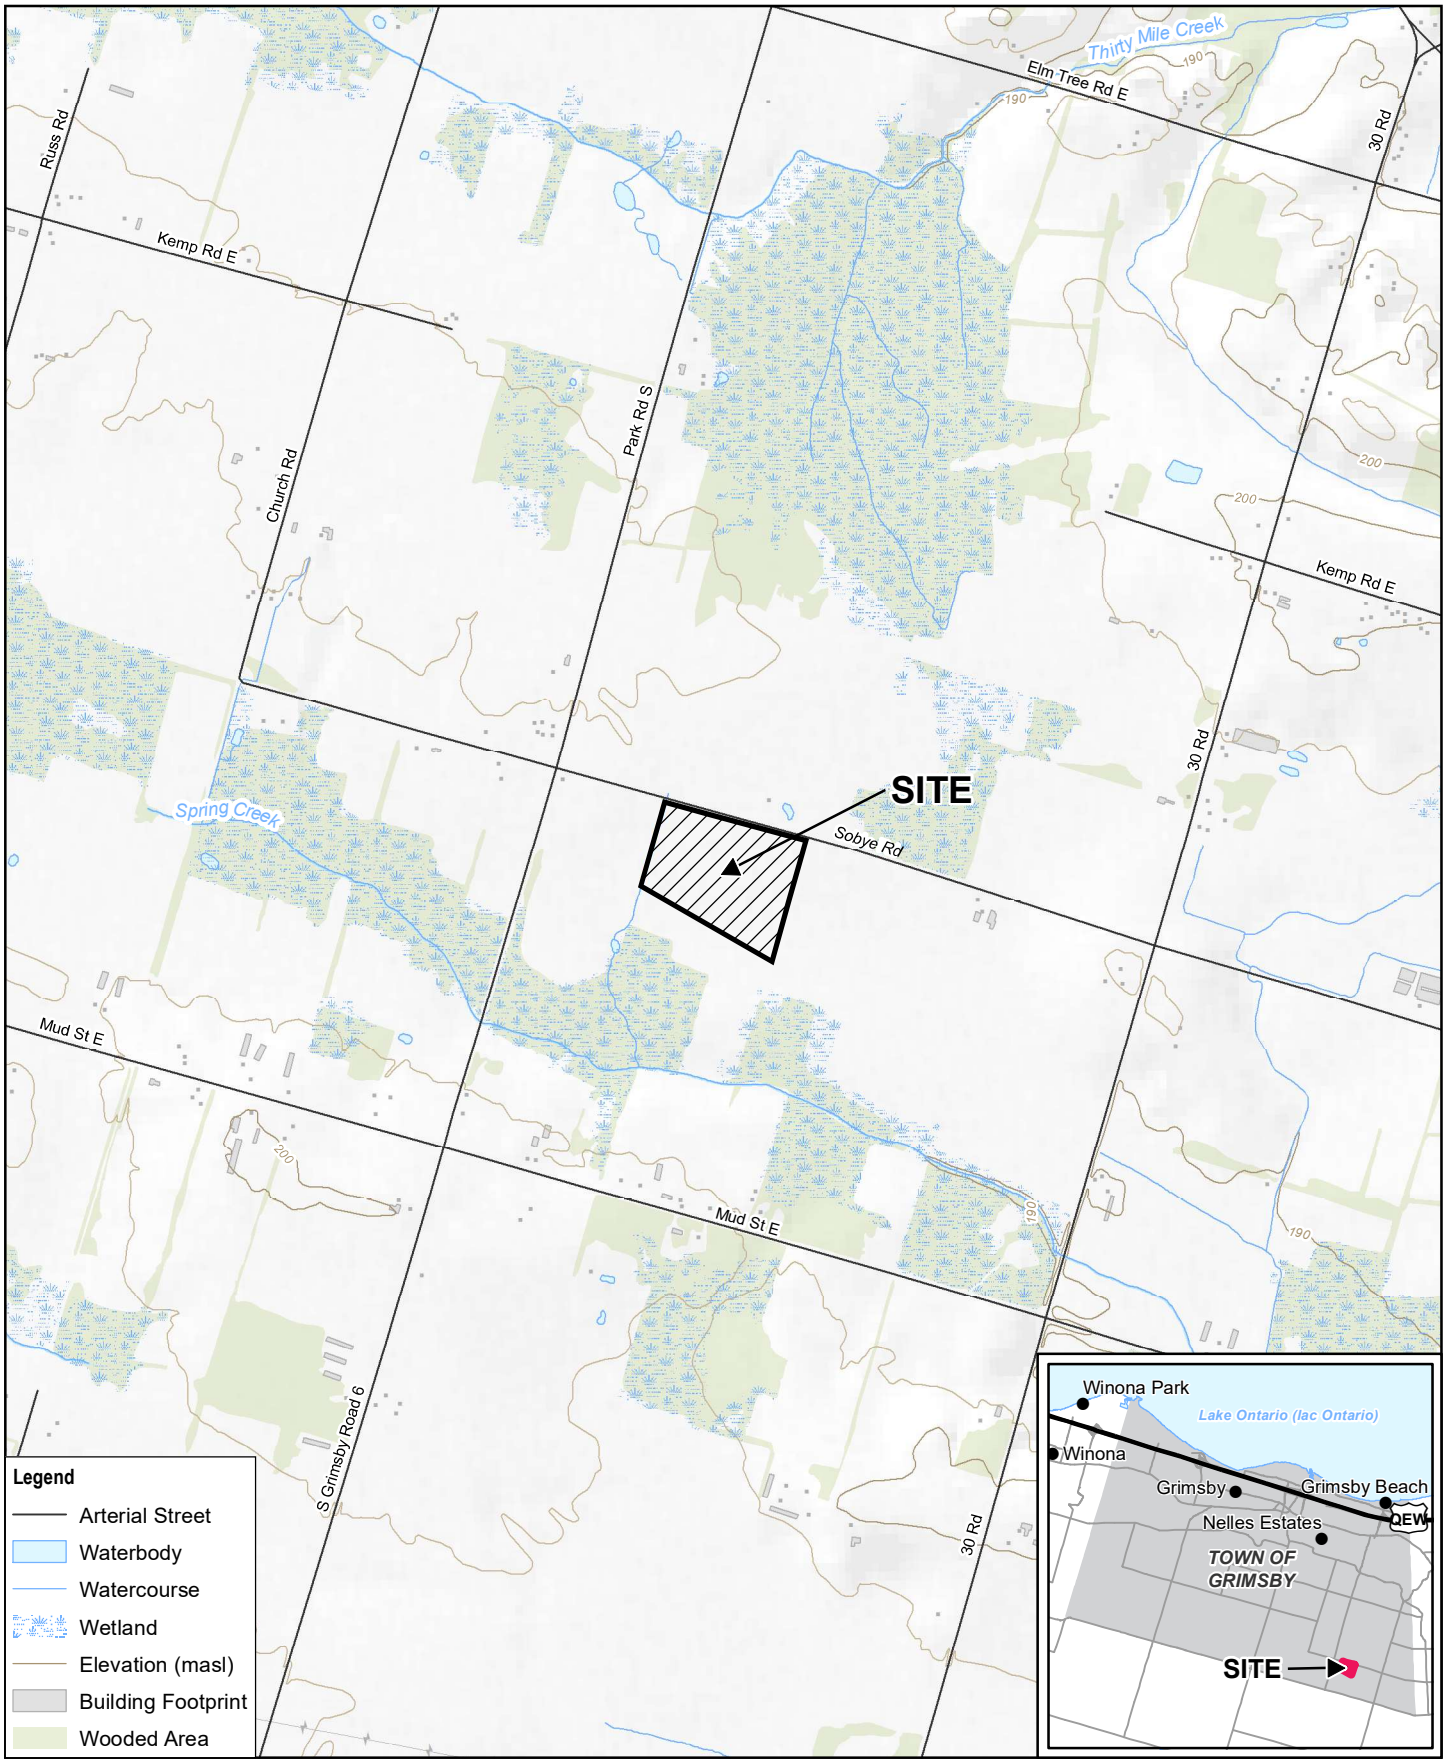 Thirty Mile Creek
190
Elm Tree Rd E
190
30 Rd
Russ Rd
Kemp Rd E
Park Rd S
Church Rd
200
200
Kemp Rd E
30 Rd
SITE
Spring Creek
Sobye Rd
Mud St E
200
190
Mud St E
190
S Grimsby Road 6
30 Rd
Legend
Arterial Street
Waterbody
Watercourse
Wetland
Elevation (masl)
Building Footprint
Wooded Area
Winona Park
Lake Ontario (lac Ontario)
Winona
Grimsby
Grimsby Beach
QEW
Nelles Estates
TOWN OF
GRIMSBY
SITE